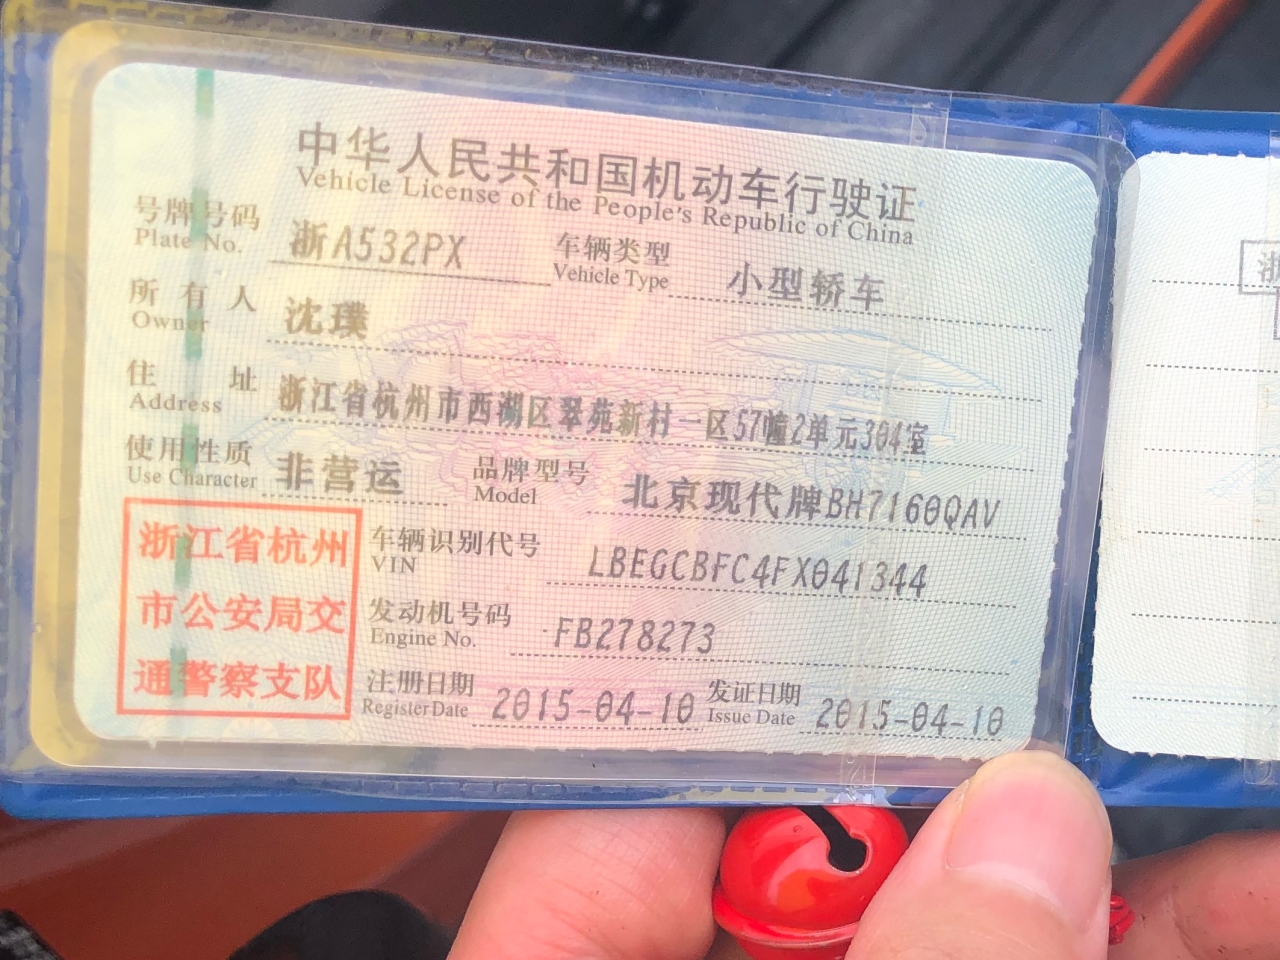 中华人民共和国机动车行驶证
Vehicle License of the People's Republic of China
号牌号码 浙A532PX 车辆类型 小型轿车
Plate No. Vehicle Type
所有人 沈璞
Owner
住址 浙江省杭州市西湖区翠苑新村一区57幢2单元304室
Address
使用性质 非营运 品牌型号 北京现代牌BH7160QAV
Use Character Model
浙江省杭州
市公安局交
通警察支队
车辆识别代号 LBEGCBFC4FX041344
VIN
发动机号码 FB278273
Engine No.
注册日期 2015-04-10 发证日期 2015-04-10
Register Date Issue Date
浙